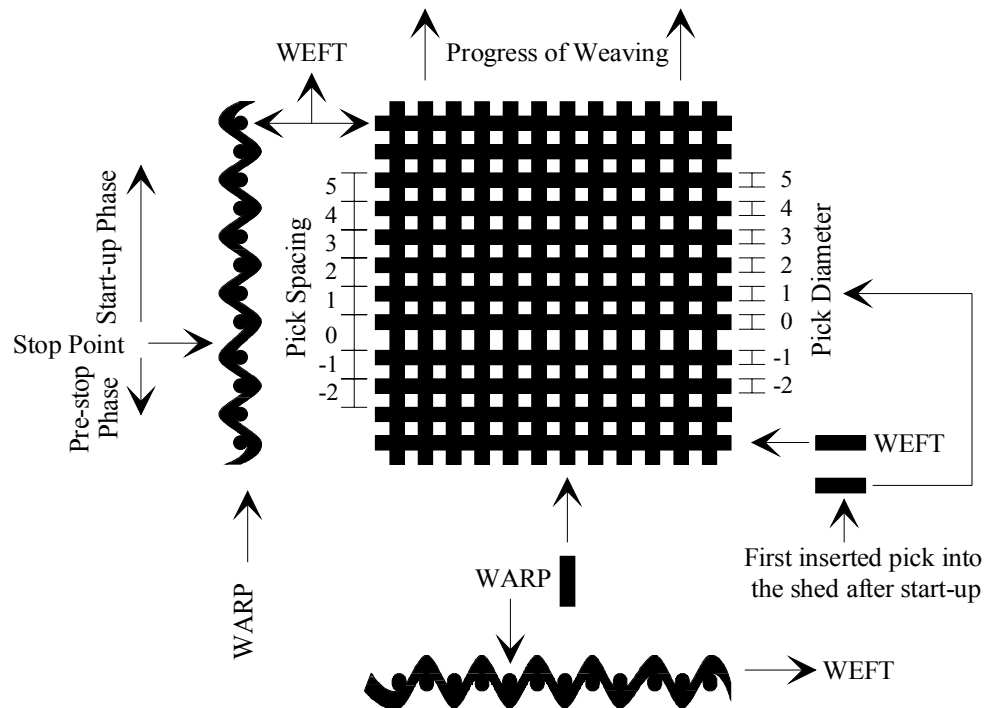 WEFT
Progress of Weaving
Start-up Phase
Stop Point
Pre-stop
Phase
Pick Spacing
5
4
3
2
1
0
-1
-2
5
4
3
2
1
0
-1
-2
Pick Diameter
WEFT
First inserted pick into
the shed after start-up
WARP
WARP
WEFT